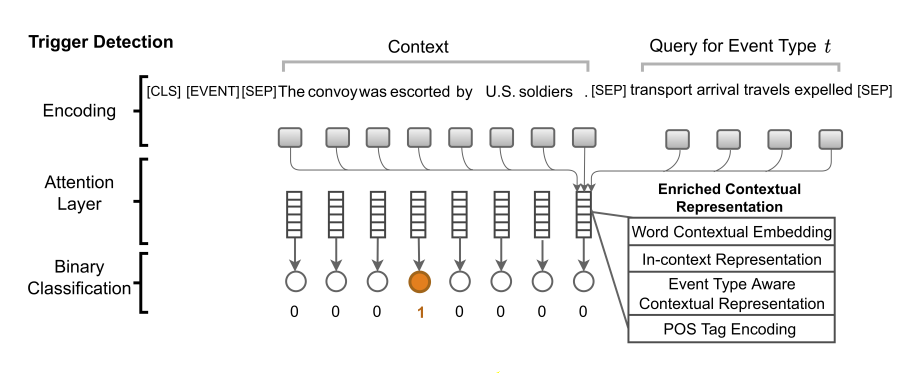 Trigger Detection
Context
Query for Event Type t
Encoding
[CLS] [EVENT][SEP]The convoy was escorted by U.S. soldiers . [SEP] transport arrival travels expelled [SEP]
Attention
Layer
Enriched Contextual
Representation
Word Contextual Embedding
In-context Representation
Event Type Aware
Contextual Representation
POS Tag Encoding
Binary
Classification
0 0 0 1 0 0 0 0